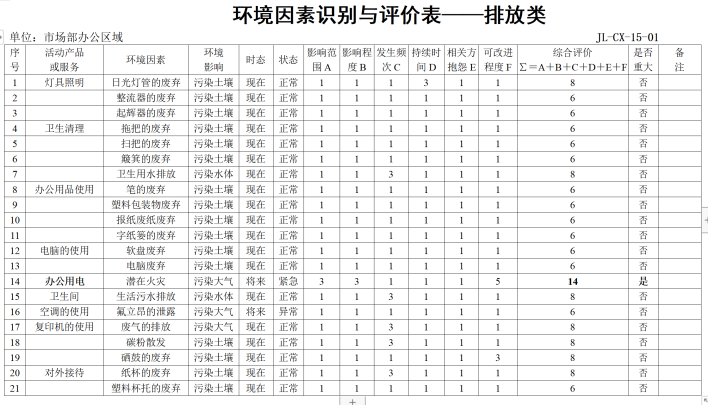 环境因素识别与评价表——排放类
单位：市场部办公区域 JL-CX-15-01
序号 活动产品或服务 环境因素 环境影响 时态 状态 影响范围 A 影响程度 B 发生频次 C 持续时间 D 相关方抱怨 E 可改进程度 F 综合评价 Σ＝A＋B＋C＋D＋E＋F 是否重大 备注
1 灯具照明 日光灯管的废弃 污染土壤 现在 正常 1 1 1 3 1 1 8 否
2 整流器的废弃 污染土壤 现在 正常 1 1 1 1 1 1 6 否
3 起辉器的废弃 污染土壤 现在 正常 1 1 1 1 1 1 6 否
4 卫生清理 拖把的废弃 污染土壤 现在 正常 1 1 1 1 1 1 6 否
5 扫把的废弃 污染土壤 现在 正常 1 1 1 1 1 1 6 否
6 簸箕的废弃 污染土壤 现在 正常 1 1 1 1 1 1 6 否
7 卫生用水排放 污染水体 现在 正常 1 1 3 1 1 1 8 否
8 办公用品使用 笔的废弃 污染土壤 现在 正常 1 1 1 1 1 1 6 否
9 塑料包装物废弃 污染土壤 现在 正常 1 1 1 1 1 1 6 否
10 报纸废纸废弃 污染土壤 现在 正常 1 1 1 1 1 1 6 否
11 字纸篓的废弃 污染土壤 现在 正常 1 1 1 1 1 1 6 否
12 电脑的使用 软盘废弃 污染土壤 现在 正常 1 1 1 1 1 1 6 否
13 电脑废弃 污染土壤 现在 正常 1 1 1 1 1 1 6 否
14 办公用电 潜在火灾 污染大气 将来 紧急 3 3 1 1 1 5 14 是
15 卫生间 生活污水排放 污染水体 现在 正常 1 1 3 1 1 1 8 否
16 空调的使用 氟立昂的泄露 污染大气 将来 异常 1 1 1 1 1 1 6 否
17 复印机的使用 废气的排放 污染大气 现在 正常 1 1 3 1 1 1 8 否
18 碳粉散发 污染土壤 现在 正常 1 1 3 1 1 1 8 否
19 硒鼓的废弃 污染土壤 现在 正常 1 1 1 1 1 3 8 否
20 对外接待 纸杯的废弃 污染土壤 现在 正常 1 1 3 1 1 1 8 否
21 塑料杯托的废弃 污染土壤 现在 正常 1 1 1 1 1 1 6 否